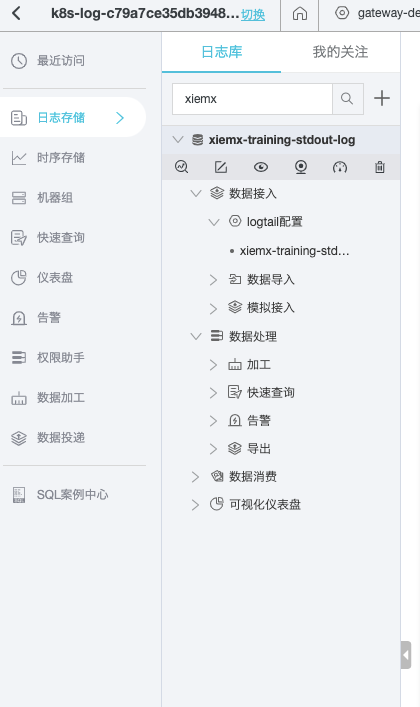 k8s-log-c79a7ce35db3948... 切换
gateway-de
最近访问
日志存储
时序存储
机器组
快速查询
仪表盘
告警
权限助手
数据加工
数据投递
SQL案例中心
日志库
我的关注
xiemx
xiemx-training-stdout-log
数据接入
logtail配置
xiemx-training-std...
数据导入
模拟接入
数据处理
加工
快速查询
告警
导出
数据消费
可视化仪表盘